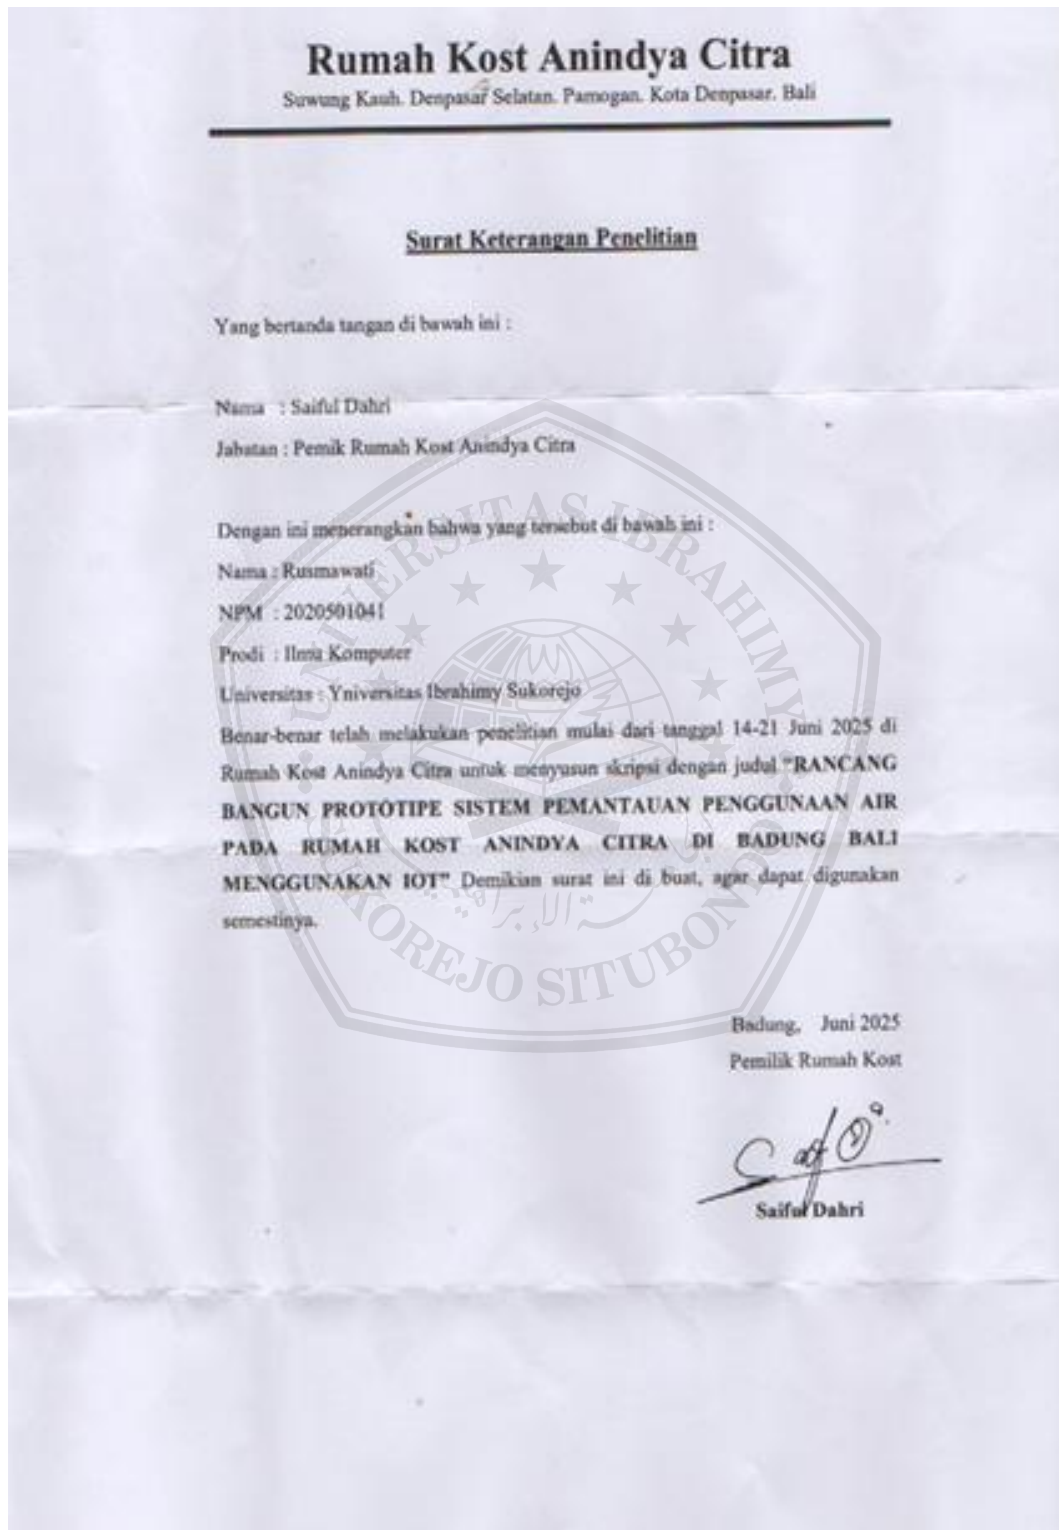 Rumah Kost Anindya Citra
Suwung Kauh. Denpasar Selatan. Pamogan. Kota Denpasar. Bali
Surat Keterangan Penelitian
Yang bertanda tangan di bawah ini :
Nama : Saiful Dahri
Jabatan : Pemik Rumah Kost Anindya Citra
Dengan ini menerangkan bahwa yang tersebut di bawah ini :
Nama : Rusmawati
NPM : 2020501041
Prodi : Ilmu Komputer
Universitas : Yniversitas Ibrahimy Sukorejo
Benar-benar telah melakukan penelitian mulai dari tanggal 14-21 Juni 2025 di
Rumah Kost Anindya Citra untuk menyusun skripsi dengan judul "RANCANG
BANGUN PROTOTIPE SISTEM PEMANTAUAN PENGGUNAAN AIR
PADA RUMAH KOST ANINDYA CITRA DI BADUNG BALI
MENGGUNAKAN IOT" Demikian surat ini di buat, agar dapat digunakan
semestinya.
Badung, Juni 2025
Pemilik Rumah Kost
Saiful Dahri
UNIVERSITAS IBRAHIMY
SUKOREJO SITUBONDO